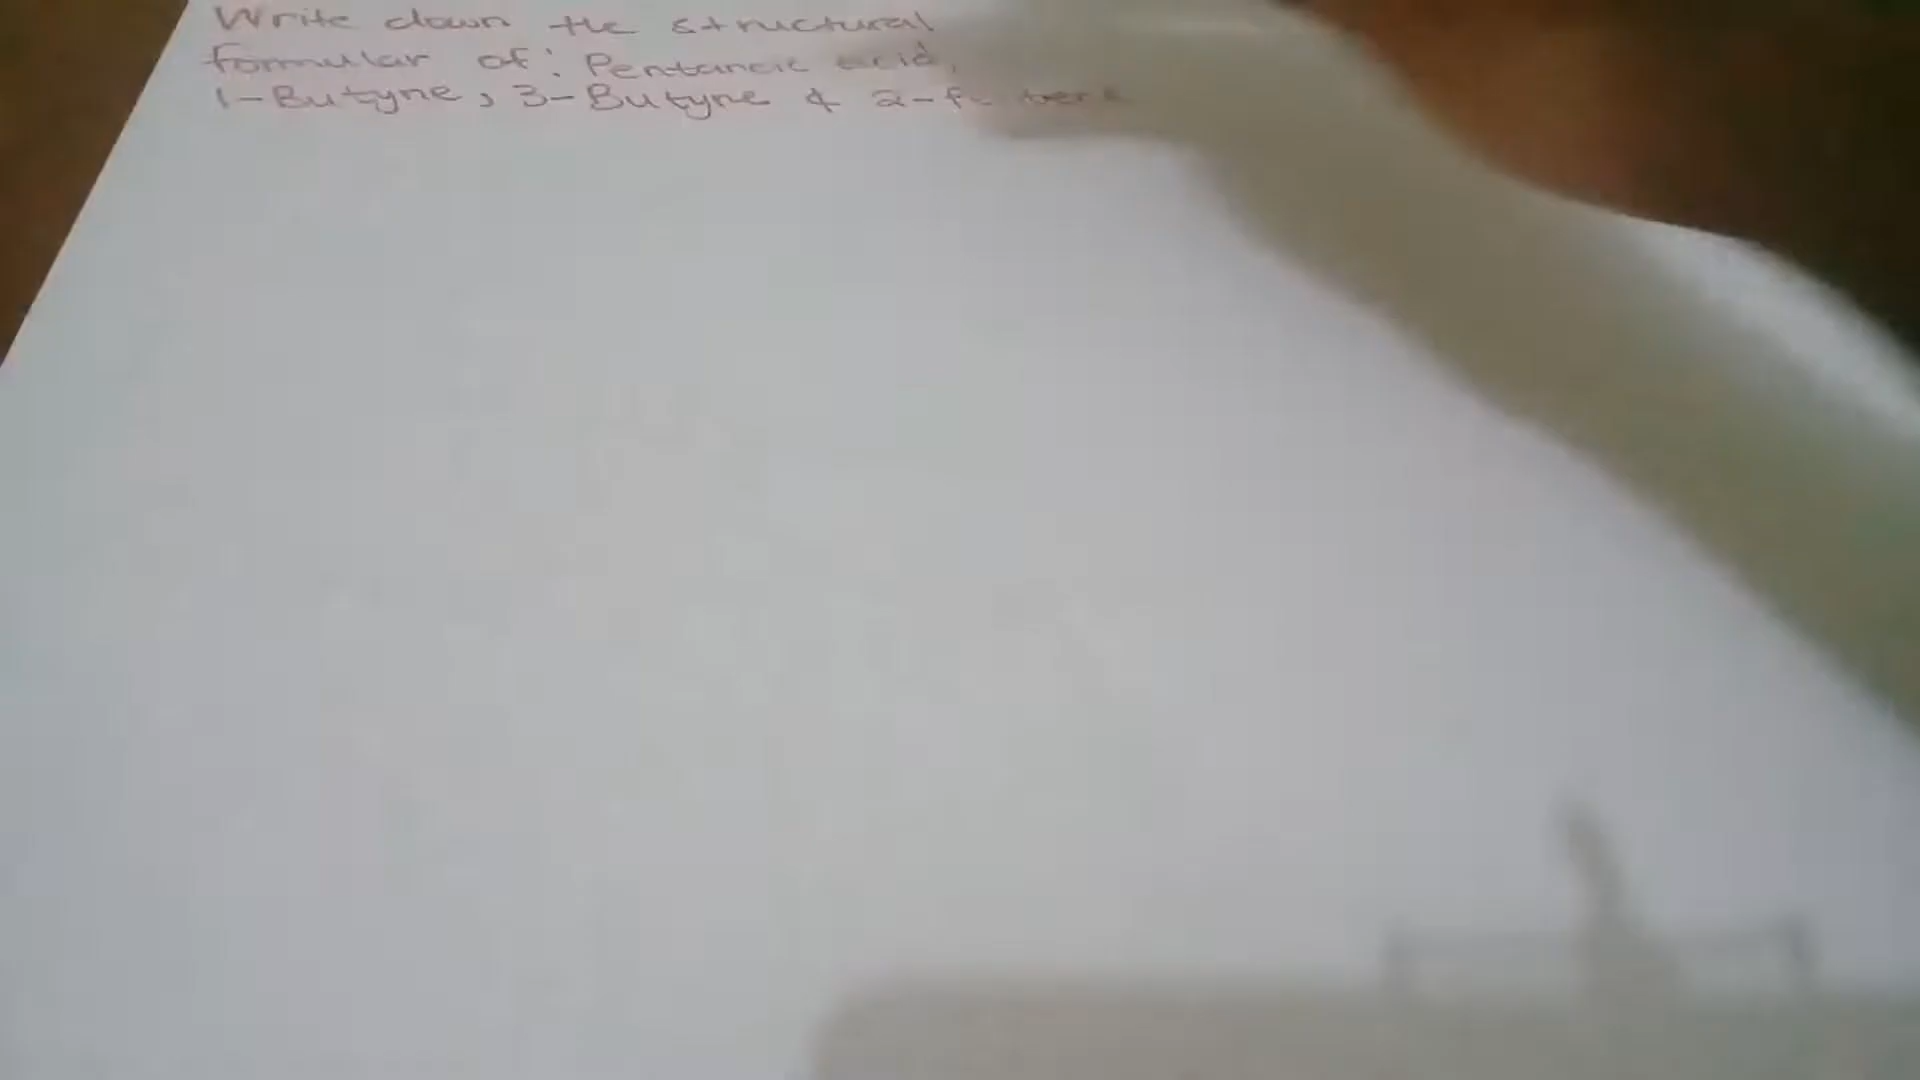 Write down the structural
formular of: Pentanoic acid,
1-Butyne, 3-Butyne & 2-